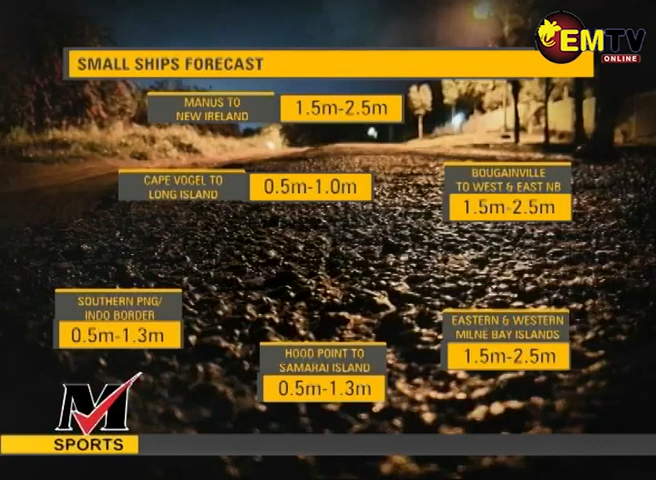 EMTV
ONLINE
SMALL SHIPS FORECAST
MANUS TO
NEW IRELAND
1.5m-2.5m
CAPE VOGEL TO
LONG ISLAND
0.5m-1.0m
BOUGAINVILLE
TO WEST & EAST NB
1.5m-2.5m
SOUTHERN PNG/
INDO BORDER
0.5m-1.3m
HOOD POINT TO
SAMARAI ISLAND
0.5m-1.3m
EASTERN & WESTERN
MILNE BAY ISLANDS
1.5m-2.5m
M
SPORTS